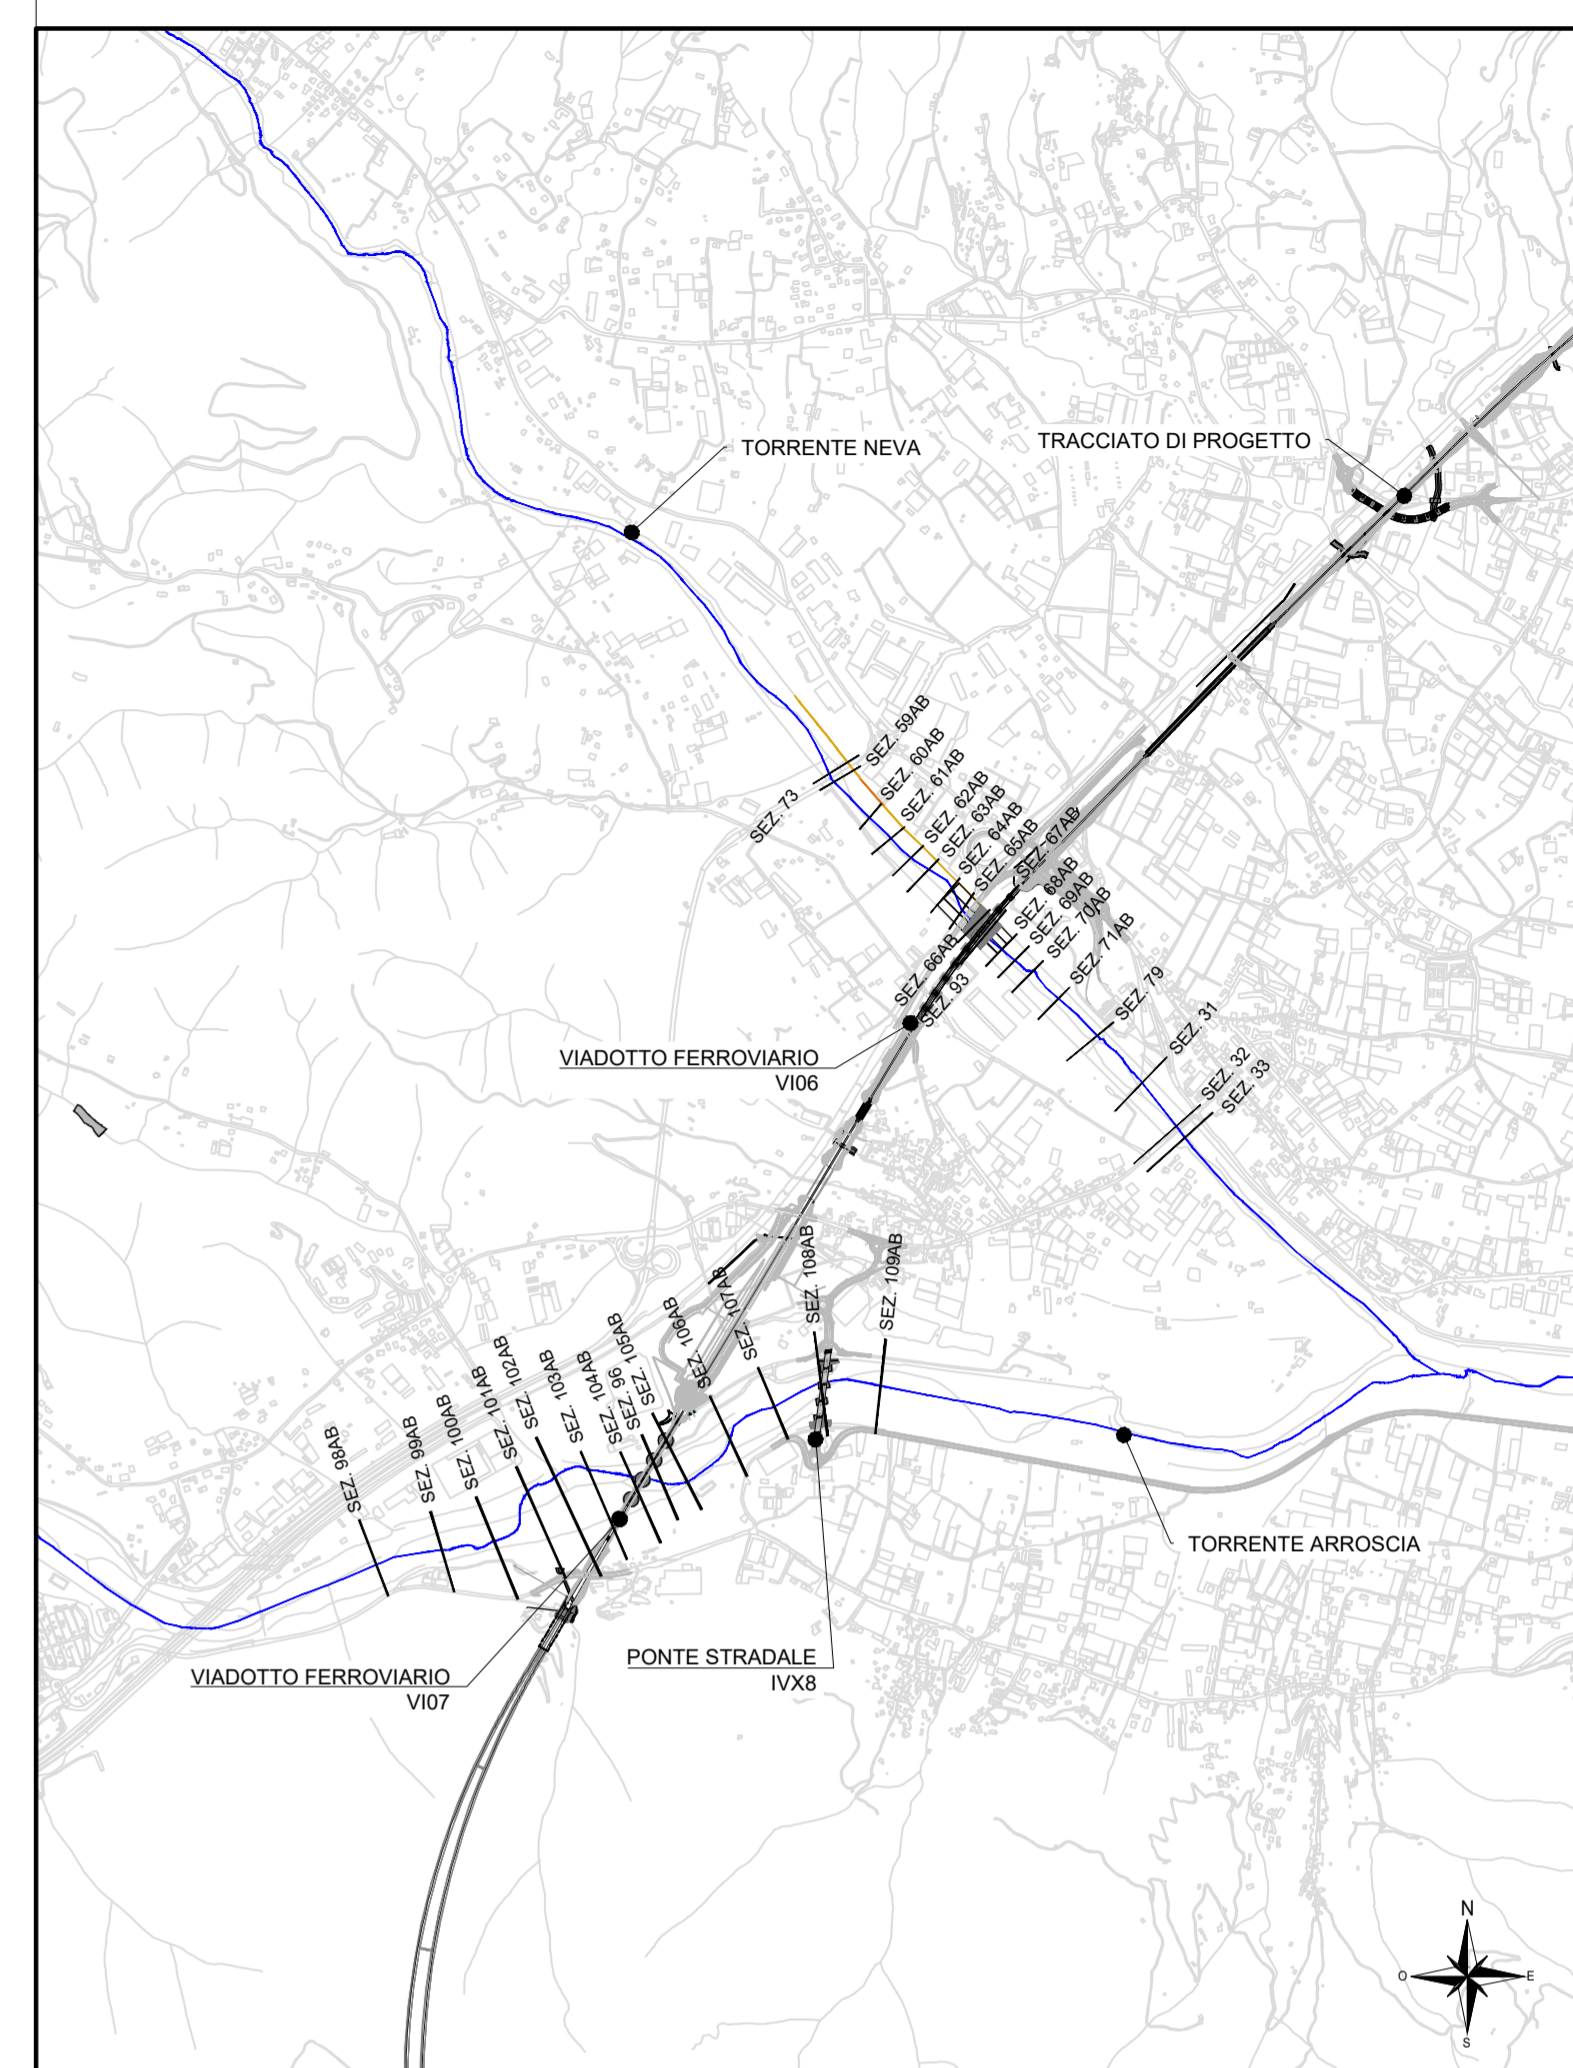 TRACCIATO DI PROGETTO
TORRENTE NEVA
SEZ. 59AB
SEZ. 60AB
SEZ. 61AB
SEZ. 62AB
SEZ. 63AB
SEZ. 64AB
SEZ. 65AB
SEZ. 67AB
SEZ. 73
SEZ. 68AB
SEZ. 69AB
SEZ. 70AB
SEZ. 71AB
SEZ. 66AB
SEZ. 93
SEZ. 79
SEZ. 31
SEZ. 32
SEZ. 33
VIADOTTO FERROVIARIO
VI06
SEZ. 108AB
SEZ. 109AB
SEZ. 107AB
SEZ. 106AB
SEZ. 105AB
SEZ. 96
SEZ. 104AB
SEZ. 103AB
SEZ. 102AB
SEZ. 101AB
SEZ. 100AB
SEZ. 99AB
SEZ. 98AB
TORRENTE ARROSCIA
PONTE STRADALE
IVX8
VIADOTTO FERROVIARIO
VI07
N
O
E
S